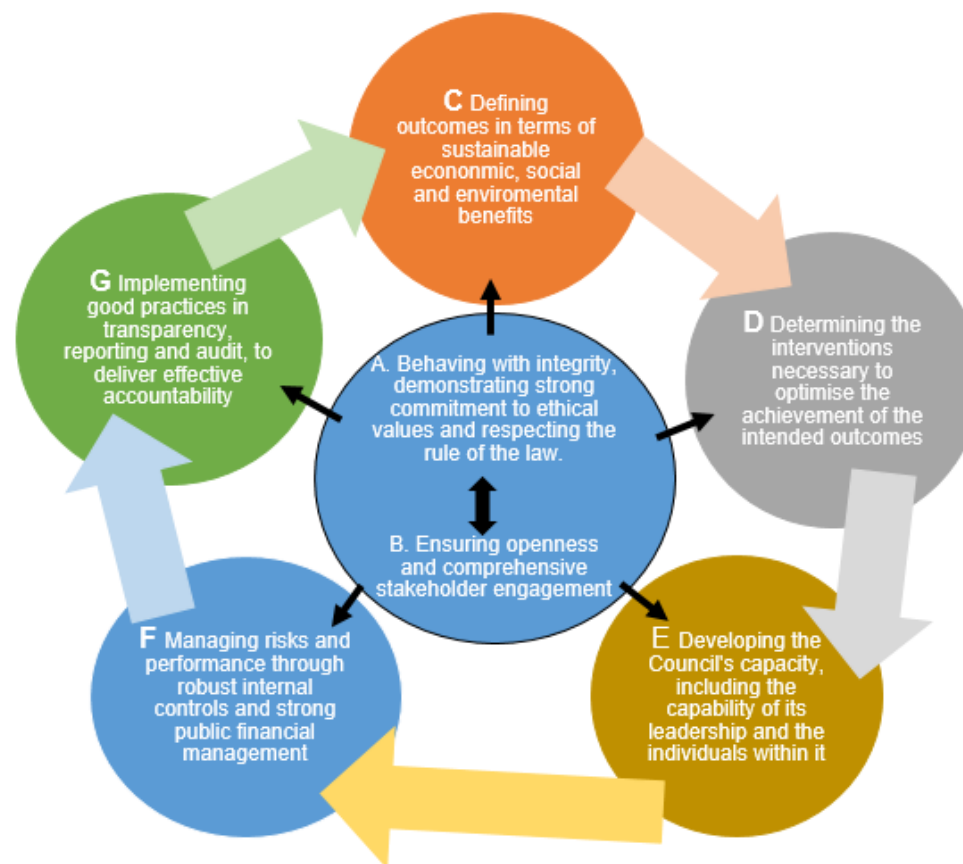 C Defining
outcomes in terms of
sustainable
econonmic, social
and enviromental
benefits
D Determining the
interventions
necessary to
optimise the
achievement of the
intended outcomes
E Developing the
Council's capacity,
including the
capability of its
leadership and the
individuals within it
F Managing risks and
performance through
robust internal
controls and strong
public financial
management
G Implementing
good practices in
transparency,
reporting and audit, to
deliver effective
accountability
A. Behaving with integrity,
demonstrating strong
commitment to ethical
values and respecting the
rule of the law.
B. Ensuring openness
and comprehensive
stakeholder engagement